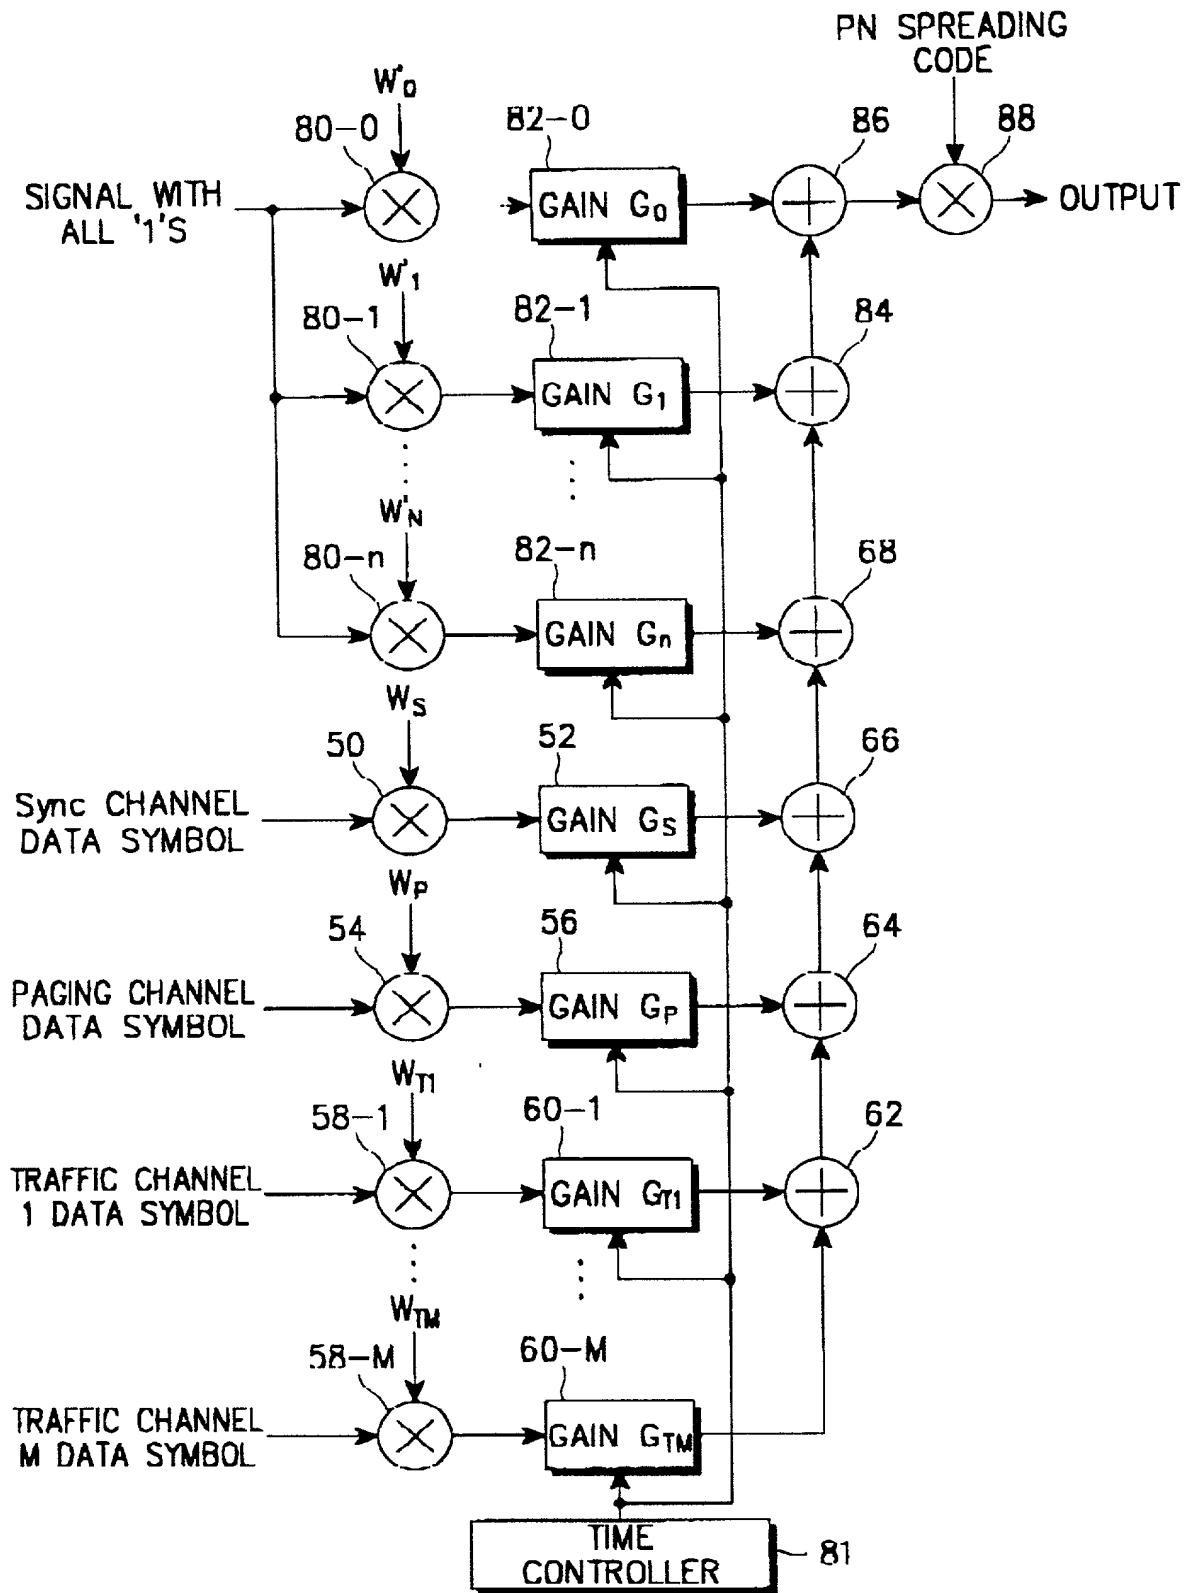 PN SPREADING
CODE
W'0
80-0
82-0
86
88
SIGNAL WITH
ALL '1'S
GAIN G0
OUTPUT
W'1
80-1
82-1
84
GAIN G1
W'N
80-n
82-n
68
GAIN Gn
WS
50
52
66
Sync CHANNEL
DATA SYMBOL
GAIN GS
WP
54
56
64
PAGING CHANNEL
DATA SYMBOL
GAIN GP
WT1
58-1
60-1
62
TRAFFIC CHANNEL
1 DATA SYMBOL
GAIN GT1
WTM
58-M
60-M
TRAFFIC CHANNEL
M DATA SYMBOL
GAIN GTM
TIME
CONTROLLER
81